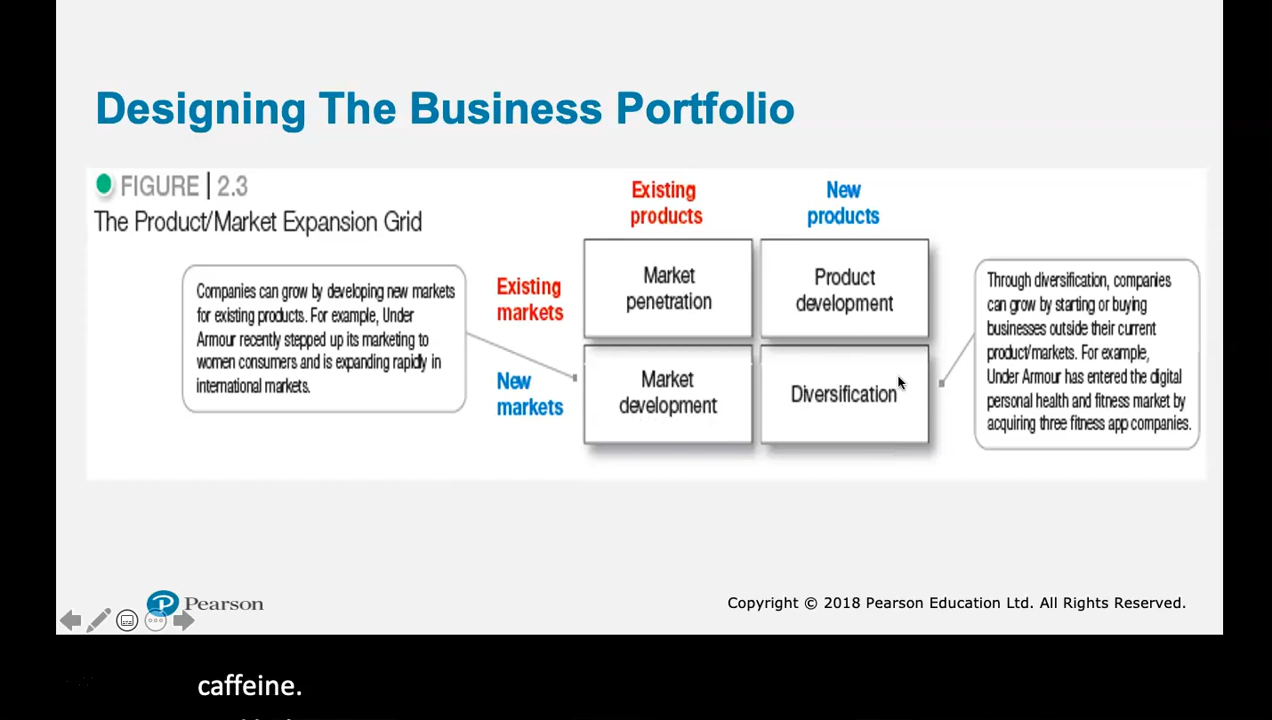 Designing The Business Portfolio
FIGURE | 2.3
The Product/Market Expansion Grid
Existing
products
New
products
Companies can grow by developing new markets
for existing products. For example, Under
Armour recently stepped up its marketing to
women consumers and is expanding rapidly in
international markets.
Existing
markets
Market
penetration
Product
development
New
markets
Market
development
Diversification
Through diversification, companies
can grow by starting or buying
businesses outside their current
product/markets. For example,
Under Armour has entered the digital
personal health and fitness market by
acquiring three fitness app companies.
Pearson
Copyright © 2018 Pearson Education Ltd. All Rights Reserved.
caffeine.